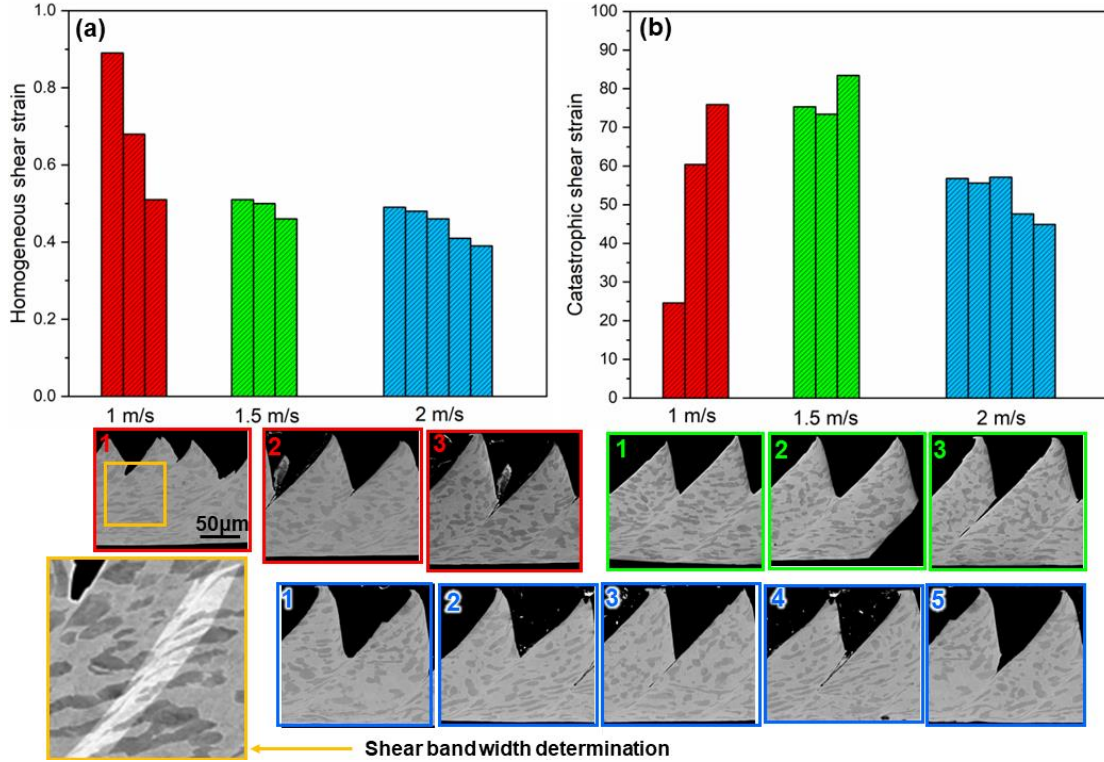 (a)
Homogeneous shear strain
1.0
0.8
0.6
0.4
0.2
0.0
1 m/s 1.5 m/s 2 m/s
(b)
Catastrophic shear strain
100
90
80
70
60
50
40
30
20
10
0
1 m/s 1.5 m/s 2 m/s
1 2 3 1 2 3
50μm
1 2 3 4 5
Shear band width determination